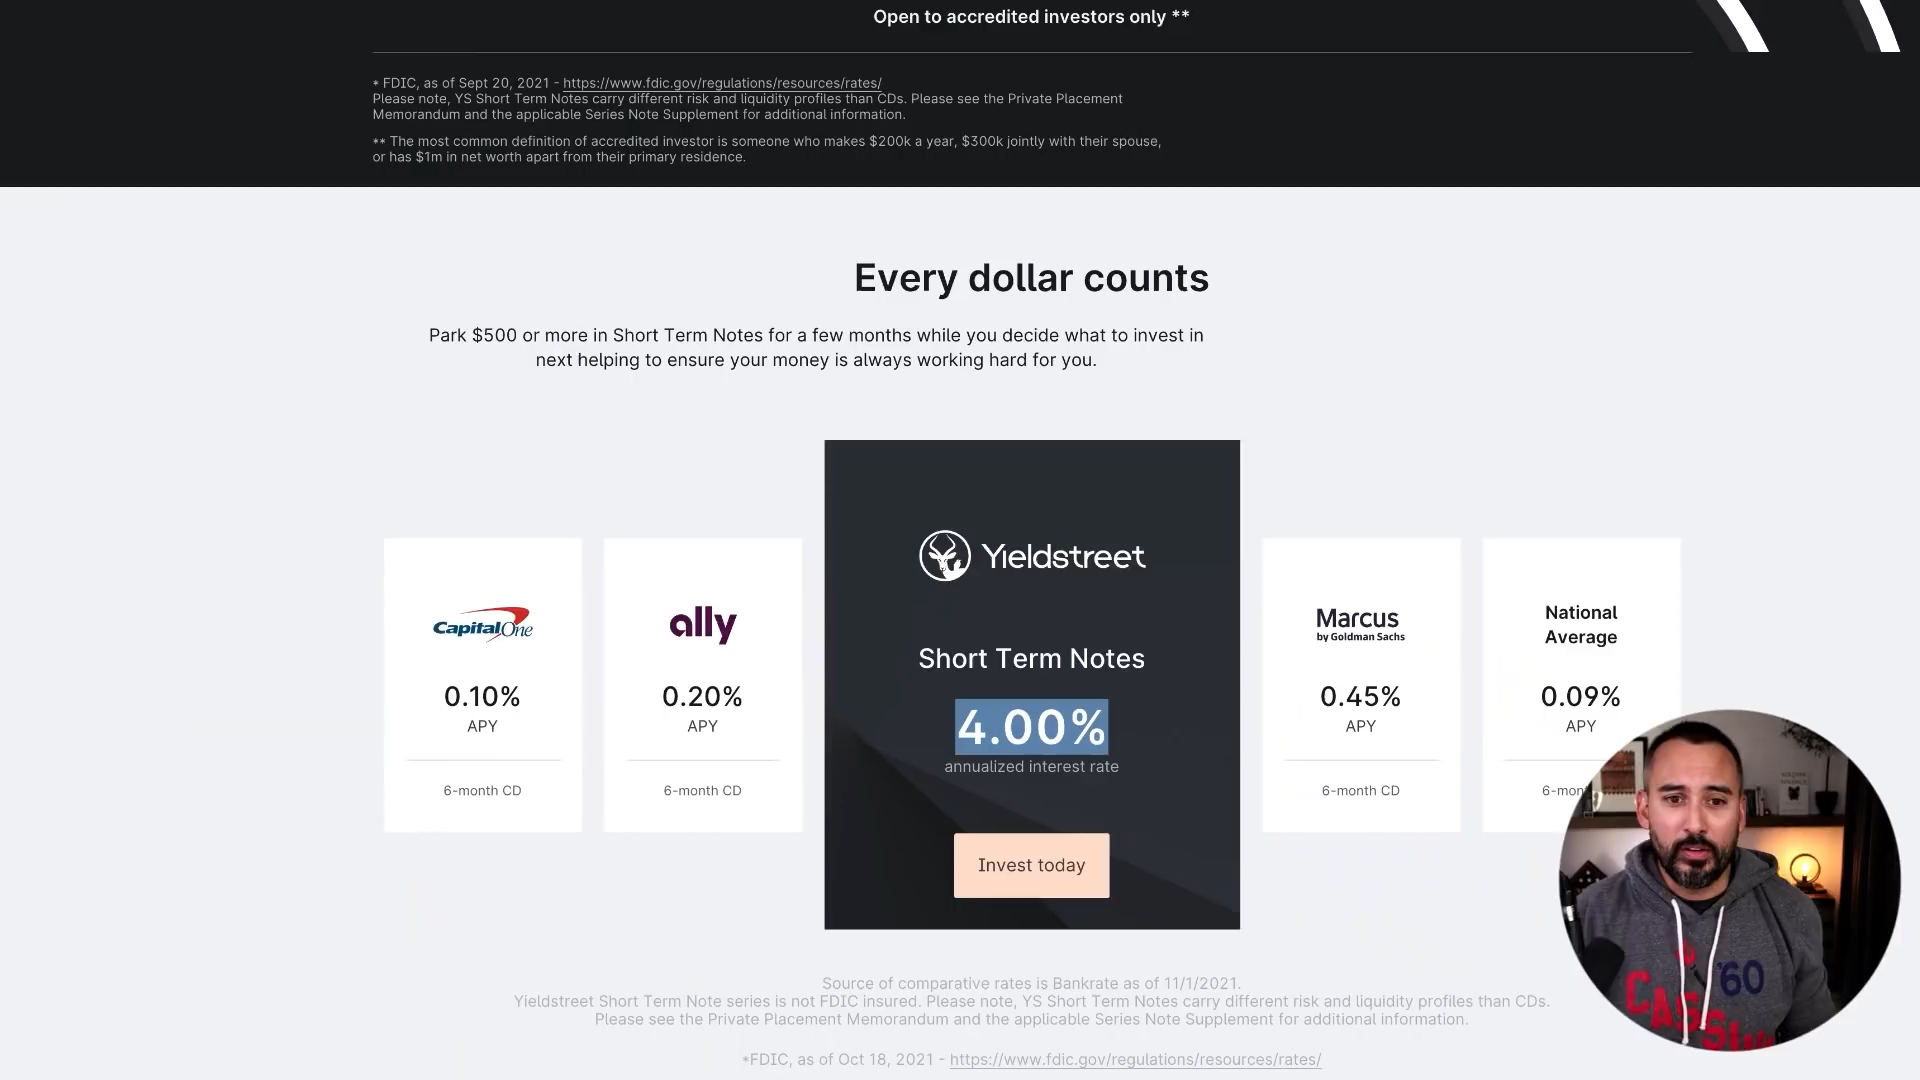 Open to accredited investors only **
* FDIC, as of Sept 20, 2021 - https://www.fdic.gov/regulations/resources/rates/
Please note, YS Short Term Notes carry different risk and liquidity profiles than CDs. Please see the Private Placement
Memorandum and the applicable Series Note Supplement for additional information.
** The most common definition of accredited investor is someone who makes $200k a year, $300k jointly with their spouse,
or has $1m in net worth apart from their primary residence.
Every dollar counts
Park $500 or more in Short Term Notes for a few months while you decide what to invest in
next helping to ensure your money is always working hard for you.
CapitalOne
0.10%
APY
6-month CD
ally
0.20%
APY
6-month CD
Yieldstreet
Short Term Notes
4.00%
annualized interest rate
Invest today
Marcus
by Goldman Sachs
0.45%
APY
6-month CD
National
Average
0.09%
APY
Source of comparative rates is Bankrate as of 11/1/2021.
Yieldstreet Short Term Note series is not FDIC insured. Please note, YS Short Term Notes carry different risk and liquidity profiles than CDs.
Please see the Private Placement Memorandum and the applicable Series Note Supplement for additional information.
*FDIC, as of Oct 18, 2021 - https://www.fdic.gov/regulations/resources/rates/
'60